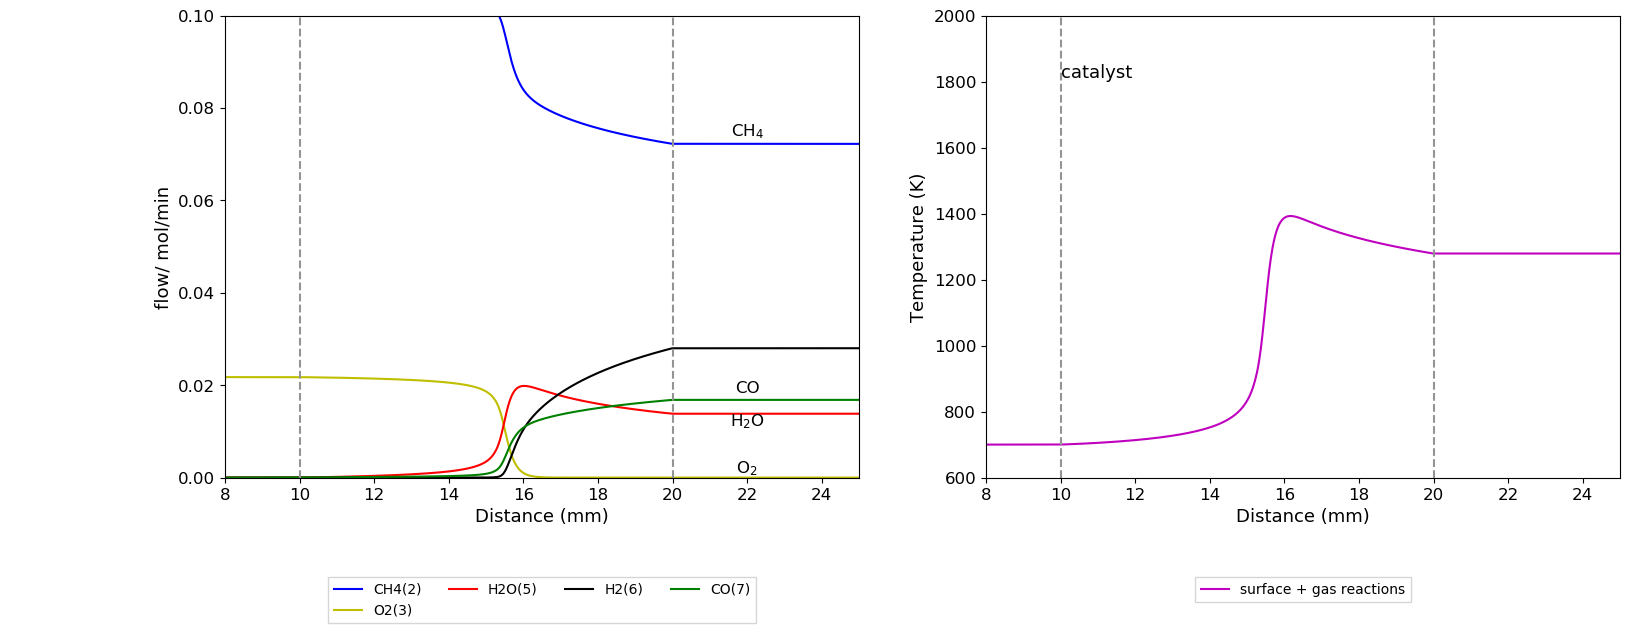 0.10
0.08
0.06
0.04
0.02
0.00
flow/ mol/min
CH₄
CO
H₂O
O₂
8 10 12 14 16 18 20 22 24
Distance (mm)
CH4(2) H2O(5) H2(6) CO(7)
O2(3)
2000
1800
1600
1400
1200
1000
800
600
Temperature (K)
catalyst
8 10 12 14 16 18 20 22 24
Distance (mm)
surface + gas reactions